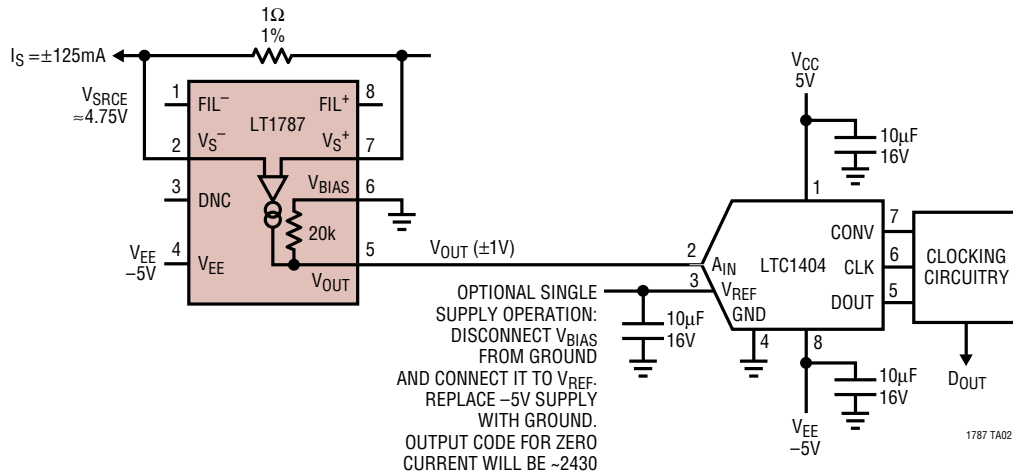 1Ω
1%
I_S = ±125mA
V_SRCE
≈4.75V
1
FIL⁻
FIL⁺
8
LT1787
2
V_S⁻
V_S⁺
7
3
DNC
V_BIAS
6
20k
V_EE
–5V
4
V_EE
V_OUT
5
V_OUT (±1V)
V_CC
5V
10µF
16V
1
2
A_IN
LTC1404
CONV
7
CLK
6
DOUT
5
3
V_REF
GND
4
8
CLOCKING
CIRCUITRY
D_OUT
10µF
16V
10µF
16V
V_EE
–5V
OPTIONAL SINGLE
SUPPLY OPERATION:
DISCONNECT V_BIAS
FROM GROUND
AND CONNECT IT TO V_REF.
REPLACE –5V SUPPLY
WITH GROUND.
OUTPUT CODE FOR ZERO
CURRENT WILL BE ~2430
1787 TA02